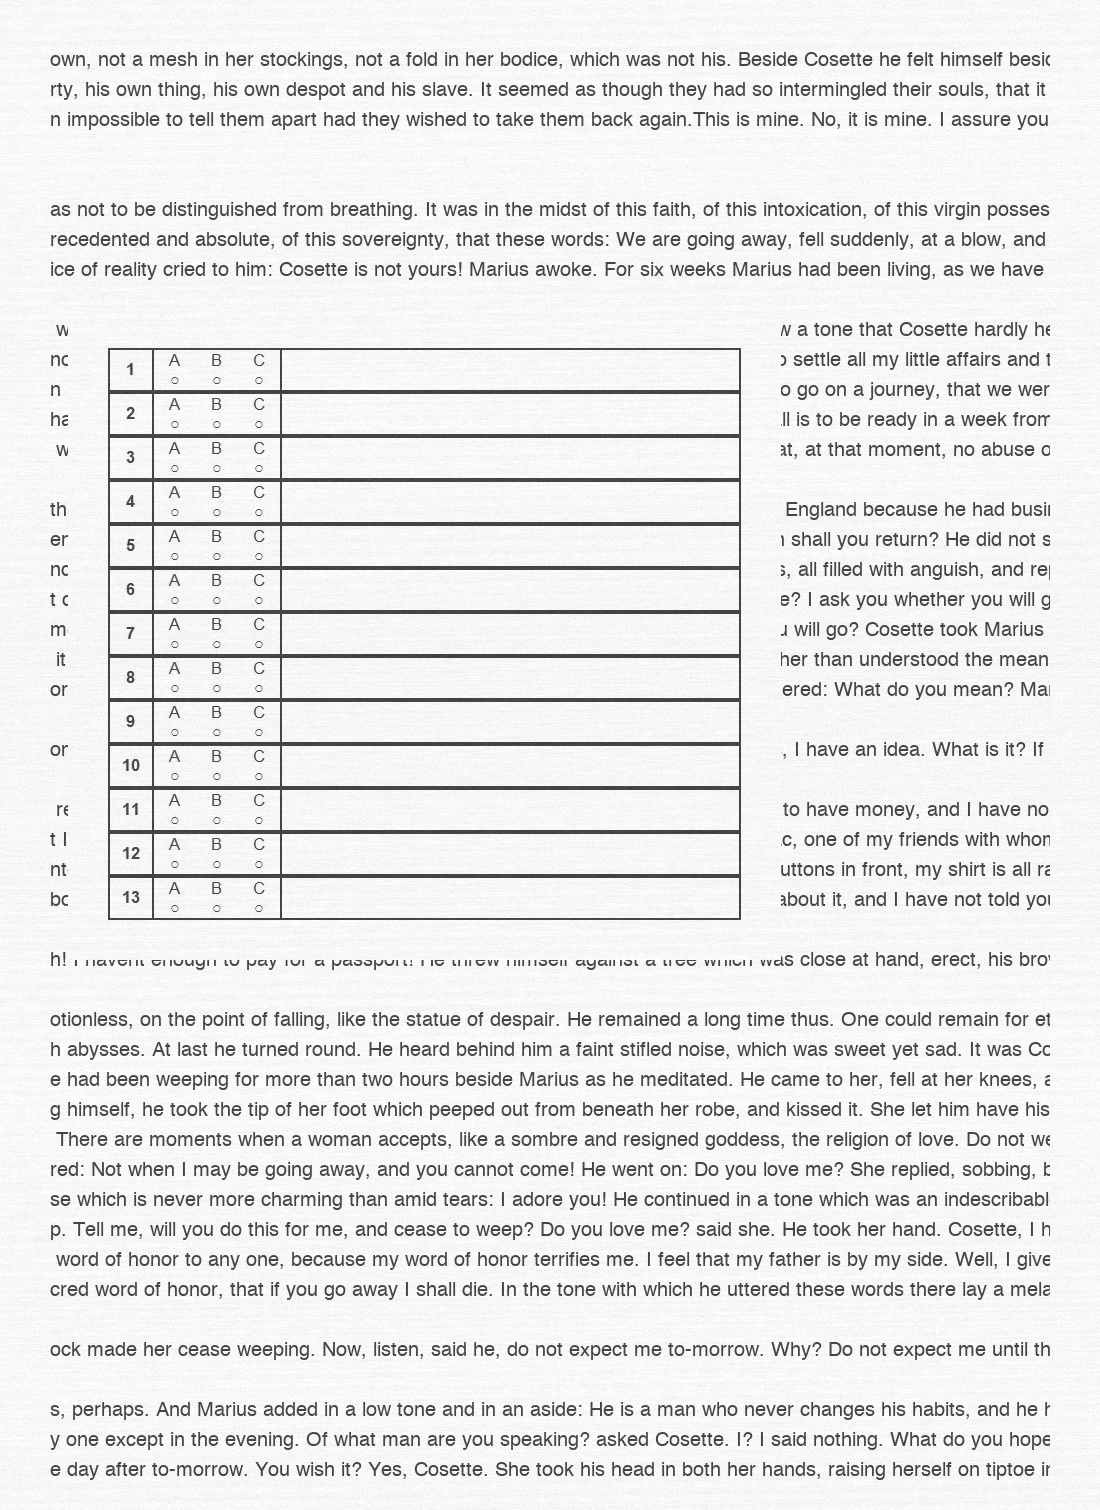 own, not a mesh in her stockings, not a fold in her bodice, which was not his. Beside Cosette he felt himself
rty, his own thing, his own despot and his slave. It seemed as though they had so intermingled their souls, that it
n impossible to tell them apart had they wished to take them back again.This is mine. No, it is mine. I assure you
as not to be distinguished from breathing. It was in the midst of this faith, of this intoxication, of this virgin posses
recedented and absolute, of this sovereignty, that these words: We are going away, fell suddenly, at a blow, and
ice of reality cried to him: Cosette is not yours! Marius awoke. For six weeks Marius had been living, as we have
a tone that Cosette hardly he
settle all my little affairs and
1 A B C
n go on a journey, that we wer
2 A B C
ha is to be ready in a week from
3 A B C
at, at that moment, no abuse
4 A B C
th England because he had busi
5 A B C
er shall you return? He did not s
all filled with anguish, and
6 A B C
t e? I ask you whether you will
7 A B C
m will go? Cosette took Marius
it her than understood the mean
8 A B C
or ered: What do you mean? Mar
9 A B C
or , I have an idea. What is it? If
10 A B C
to have money, and I have no
11 A B C
t I c, one of my friends with
12 A B C
nt uttons in front, my shirt is all
13 A B C
about it, and I have not told you
h! I havent enough to pay for a passport! He threw himself against a tree which was close at hand, erect, his
otionless, on the point of falling, like the statue of despair. He remained a long time thus. One could remain for et
h abysses. At last he turned round. He heard behind him a faint stifled noise, which was sweet yet sad. It was
e had been weeping for more than two hours beside Marius as he meditated. He came to her, fell at her knees,
g himself, he took the tip of her foot which peeped out from beneath her robe, and kissed it. She let him have his
There are moments when a woman accepts, like a sombre and resigned goddess, the religion of love. Do not we
red: Not when I may be going away, and you cannot come! He went on: Do you love me? She replied, sobbing,
se which is never more charming than amid tears: I adore you! He continued in a tone which was an indescribabl
p. Tell me, will you do this for me, and cease to weep? Do you love me? said she. He took her hand. Cosette, I h
word of honor to any one, because my word of honor terrifies me. I feel that my father is by my side. Well, I give
cred word of honor, that if you go away I shall die. In the tone with which he uttered these words there lay a mela
ock made her cease weeping. Now, listen, said he, do not expect me to-morrow. Why? Do not expect me until th
s, perhaps. And Marius added in a low tone and in an aside: He is a man who never changes his habits, and he h
y one except in the evening. Of what man are you speaking? asked Cosette. I? I said nothing. What do you hope
e day after to-morrow. You wish it? Yes, Cosette. She took his head in both her hands, raising herself on tiptoe